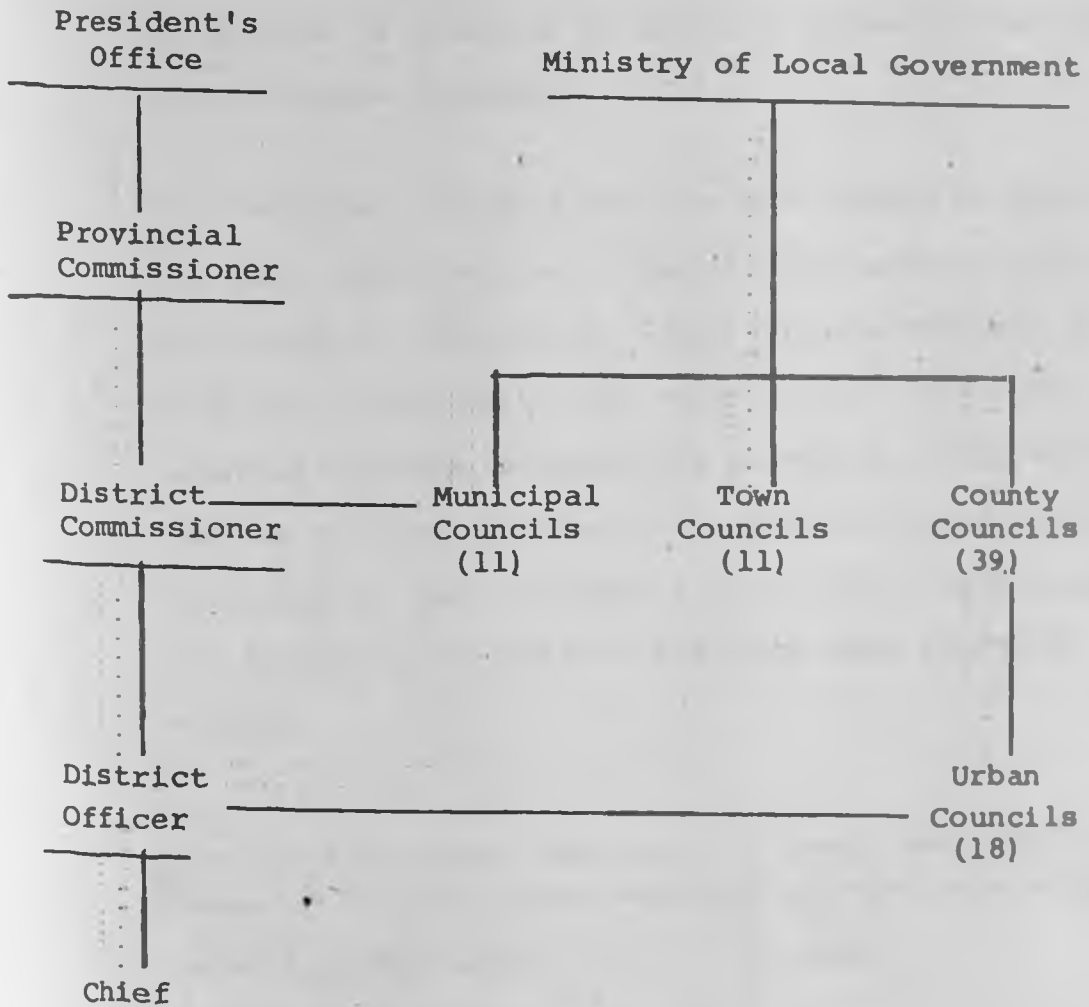 President's
Office
Ministry of Local Government
Provincial
Commissioner
District
Commissioner
Municipal
Councils
(11)
Town
Councils
(11)
County
Councils
(39)
District
Officer
Urban
Councils
(18)
Chief